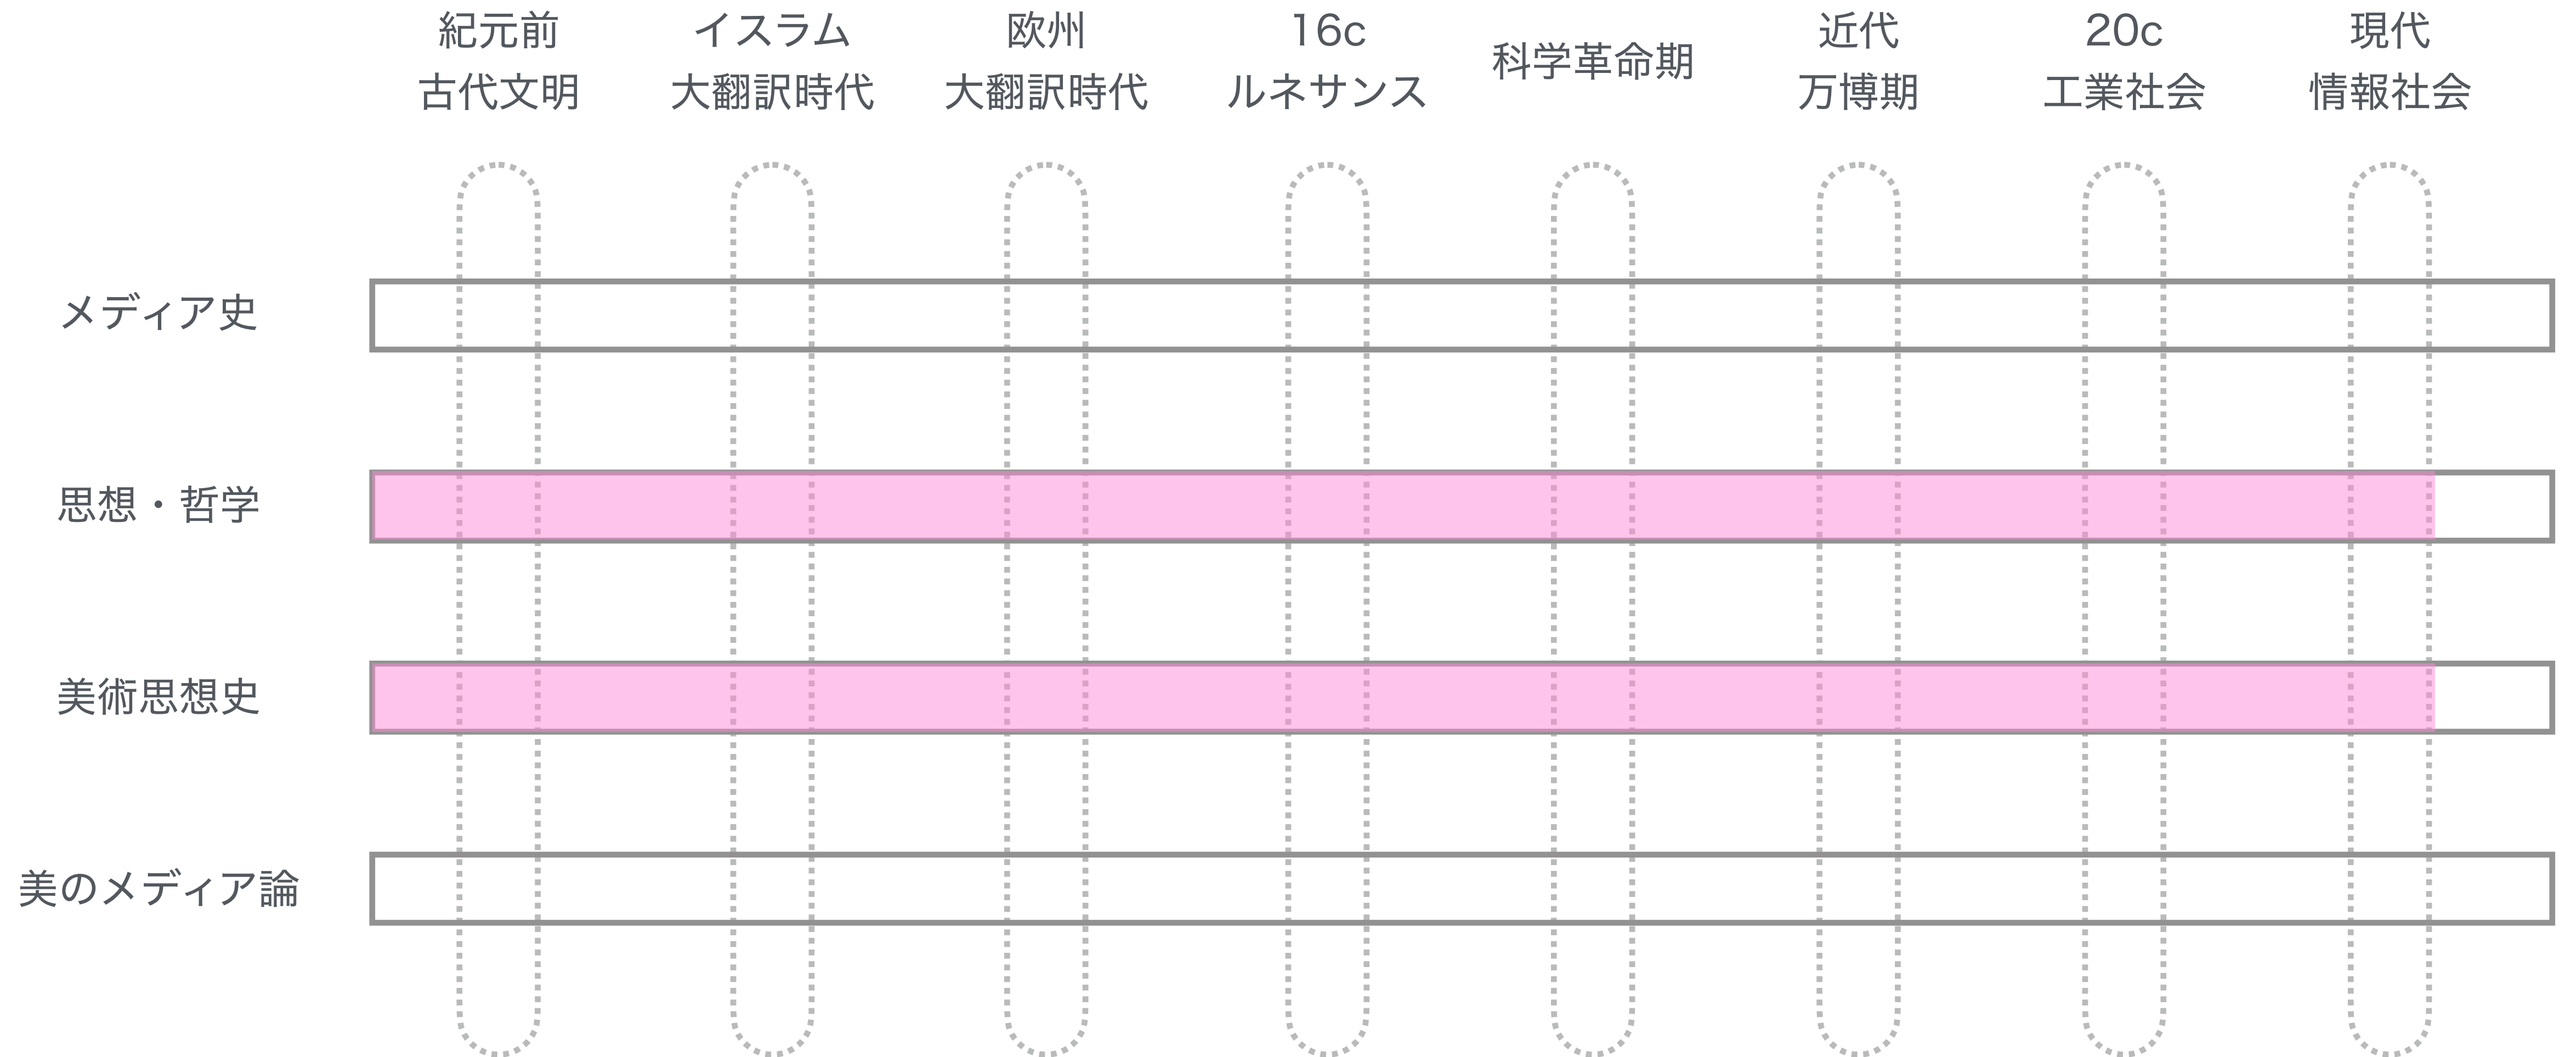 紀元前
古代文明
イスラム
大翻訳時代
欧州
大翻訳時代
16c
ルネサンス
科学革命期
近代
万博期
20c
工業社会
現代
情報社会
メディア史
思想・哲学
美術思想史
美のメディア論